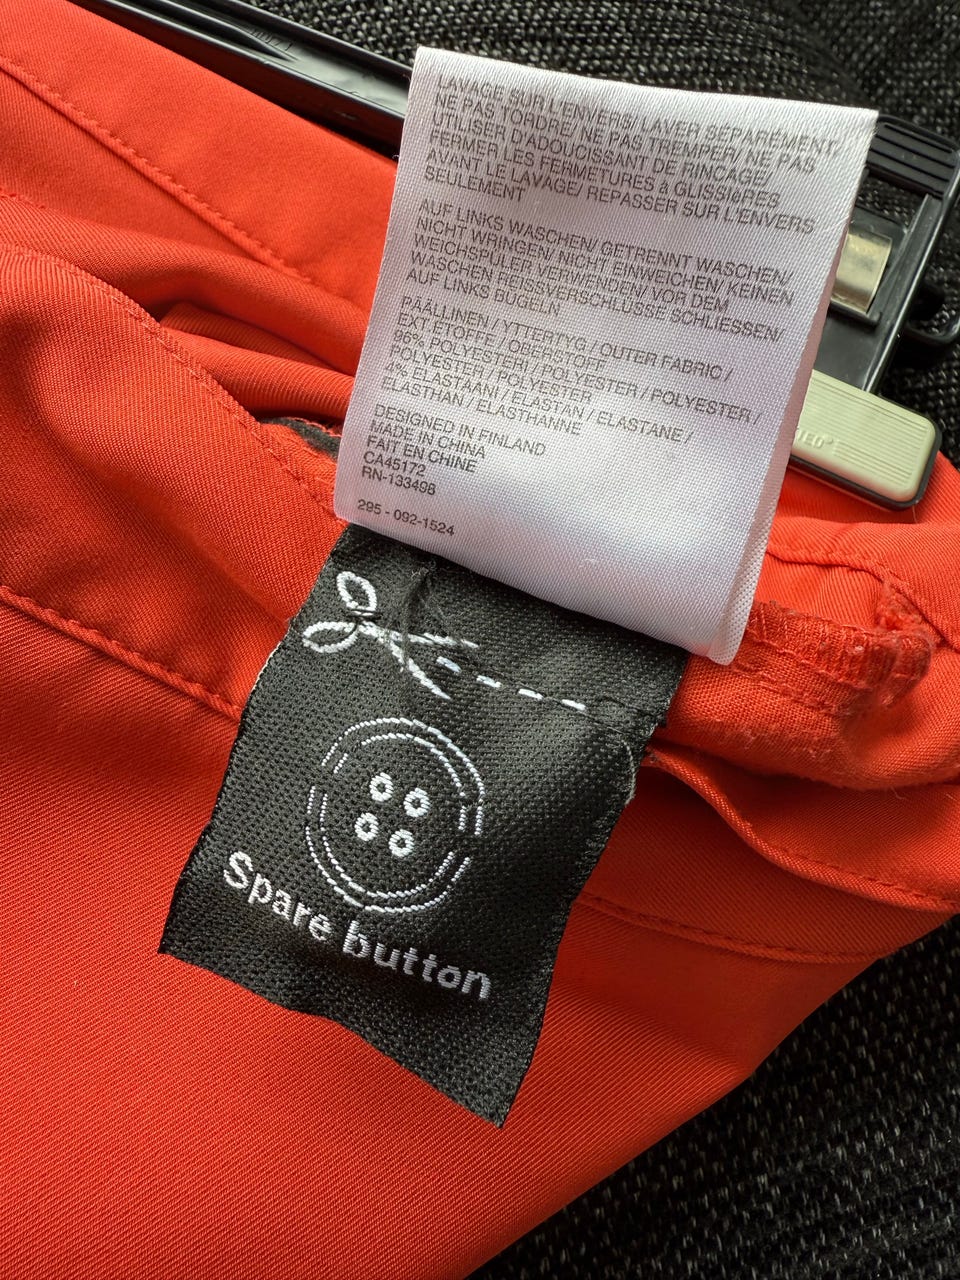 LAVAGE SUR L'ENVERS/ LAVER SÉPARÉMENT/
NE PAS TORDRE/ NE PAS TREMPER/ NE PAS
UTILISER D'ADOUCISSANT DE RINCAGE/
FERMER LES FERMETURES à GLISSIèRES
AVANT LE LAVAGE/ REPASSER SUR L'ENVERS
SEULEMENT
AUF LINKS WASCHEN/ GETRENNT WASCHEN/
NICHT WRINGEN/ NICHT EINWEICHEN/ KEINEN
WEICHSPÜLER VERWENDEN/ VOR DEM
WASCHEN REISSVERSCHLÜSSE SCHLIESSEN/
AUF LINKS BÜGELN
PÄÄLLINEN / YTTERTYG / OUTER FABRIC /
EXT ETOFFE / OBERSTOFF
96% POLYESTERI / POLYESTER / POLYESTER /
POLYESTER / POLYESTER
4% ELASTAANI / ELASTAN / ELASTANE /
ELASTHAN / ELASTHANNE
DESIGNED IN FINLAND
MADE IN CHINA
FAIT EN CHINE
CA45172
RN-133498
295 - 092-1524
Spare button